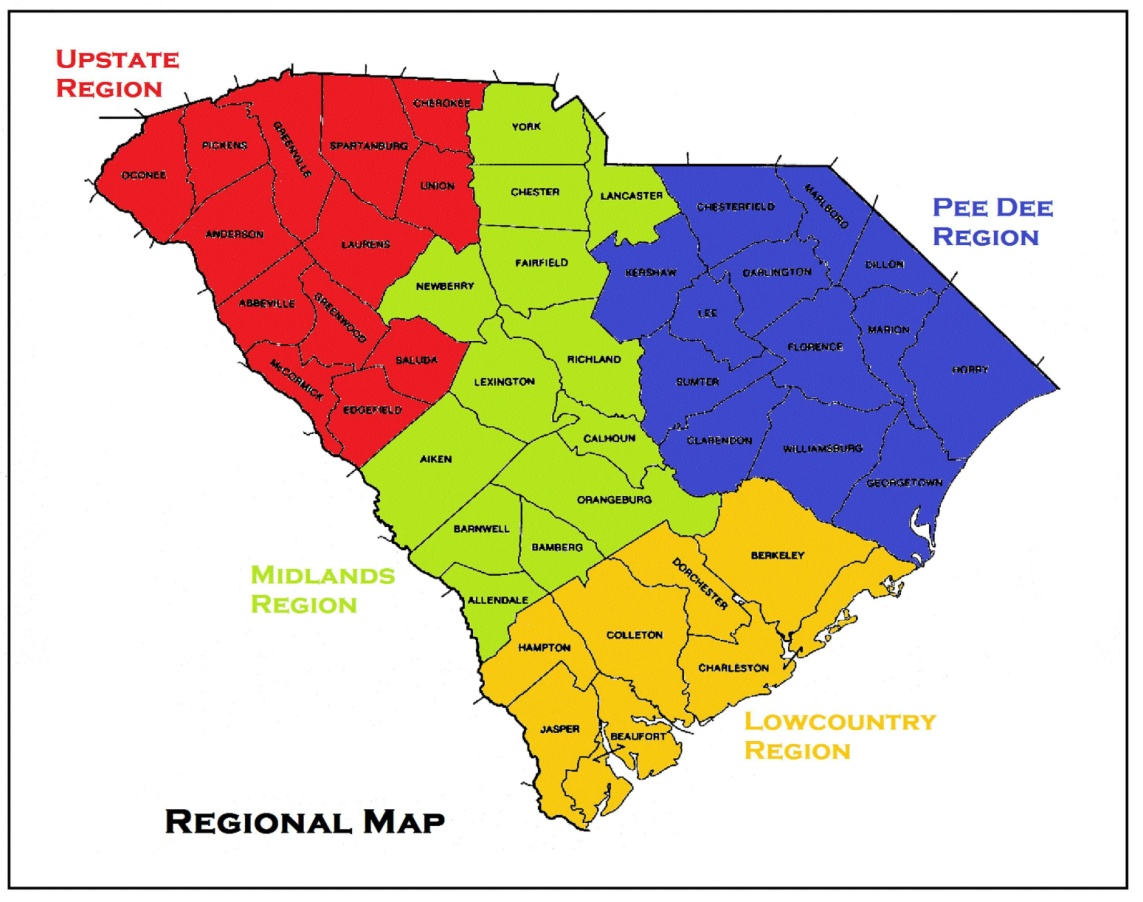 UPSTATE
REGION
CHEROKEE
YORK
GREENVILLE
PICKENS
SPARTANBURG
OCONEE
UNION
CHESTER
LANCASTER
CHESTERFIELD
MARLBORO
PEE DEE
REGION
ANDERSON
LAURENS
FAIRFIELD
KERSHAW
DARLINGTON
DILLON
NEWBERRY
ABBEVILLE
GREENWOOD
LEE
MARION
FLORENCE
SALUDA
RICHLAND
HORRY
McCORMICK
LEXINGTON
SUMTER
EDGEFIELD
CALHOUN
CLARENDON
WILLIAMSBURG
AIKEN
GEORGETOWN
ORANGEBURG
BARNWELL
BAMBERG
BERKELEY
MIDLANDS
REGION
DORCHESTER
ALLENDALE
COLLETON
HAMPTON
CHARLESTON
JASPER
BEAUFORT
LOWCOUNTRY
REGION
REGIONAL MAP